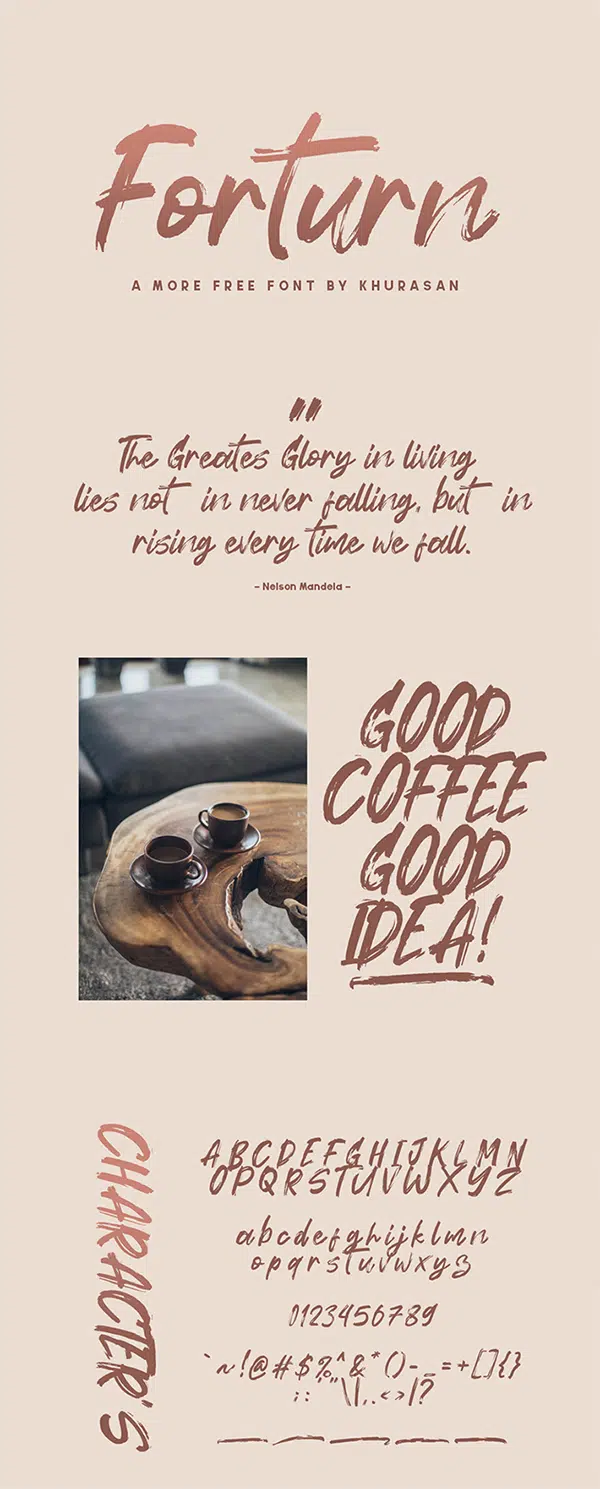 Forturn
A MORE FREE FONT BY KHURASAN
"
The Greates Glory in living
lies not in never falling, but in
rising every time we fall.
– Nelson Mandela –
GOOD
COFFEE
GOOD
IDEA!
CHARACTER'S
ABCDEFGHIJKLMN
OPQRSTUVWXYZ
abcdefghijklmn
opqrstuvwxyz
0123456789
`~!@#$%^&*()-_=+[]{}
;:'"\|,.<>/?